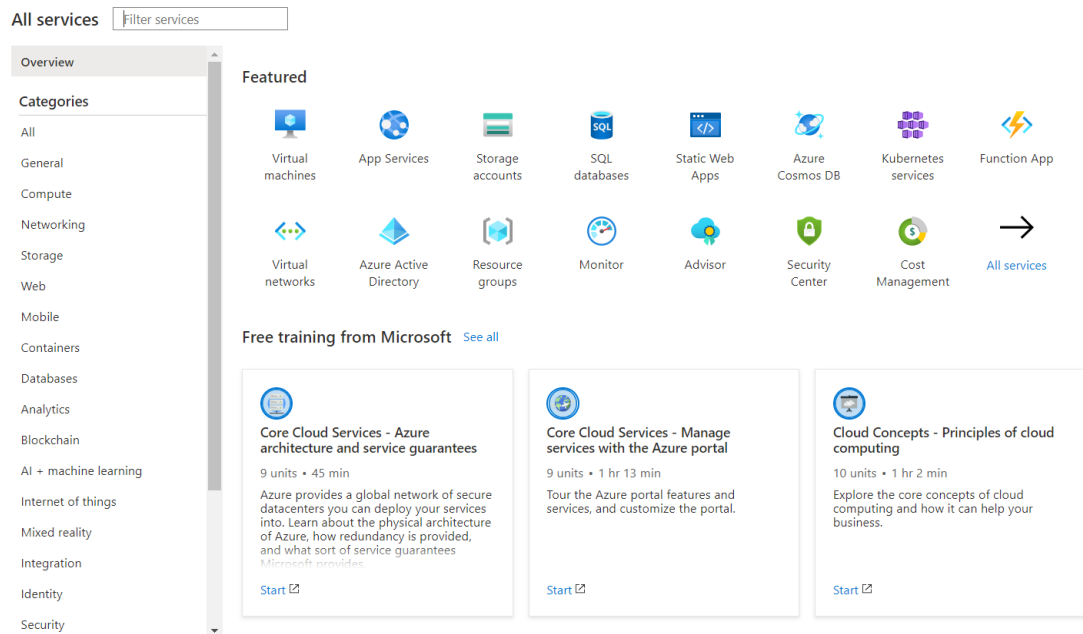 All services
Filter services
Overview
Categories
All
General
Compute
Networking
Storage
Web
Mobile
Containers
Databases
Analytics
Blockchain
AI + machine learning
Internet of things
Mixed reality
Integration
Identity
Security
Featured
Virtual
machines
App Services
Storage
accounts
SQL
SQL
databases
Static Web
Apps
Azure
Cosmos DB
Kubernetes
services
Function App
Virtual
networks
Azure Active
Directory
Resource
groups
Monitor
Advisor
Security
Center
Cost
Management
All services
Free training from Microsoft See all
Core Cloud Services - Azure
architecture and service guarantees
9 units • 45 min
Azure provides a global network of secure
datacenters you can deploy your services
into. Learn about the physical architecture
of Azure, how redundancy is provided,
and what sort of service guarantees
Microsoft provides.
Start
Core Cloud Services - Manage
services with the Azure portal
9 units • 1 hr 13 min
Tour the Azure portal features and
services, and customize the portal.
Start
Cloud Concepts - Principles of cloud
computing
10 units • 1 hr 2 min
Explore the core concepts of cloud
computing and how it can help your
business.
Start